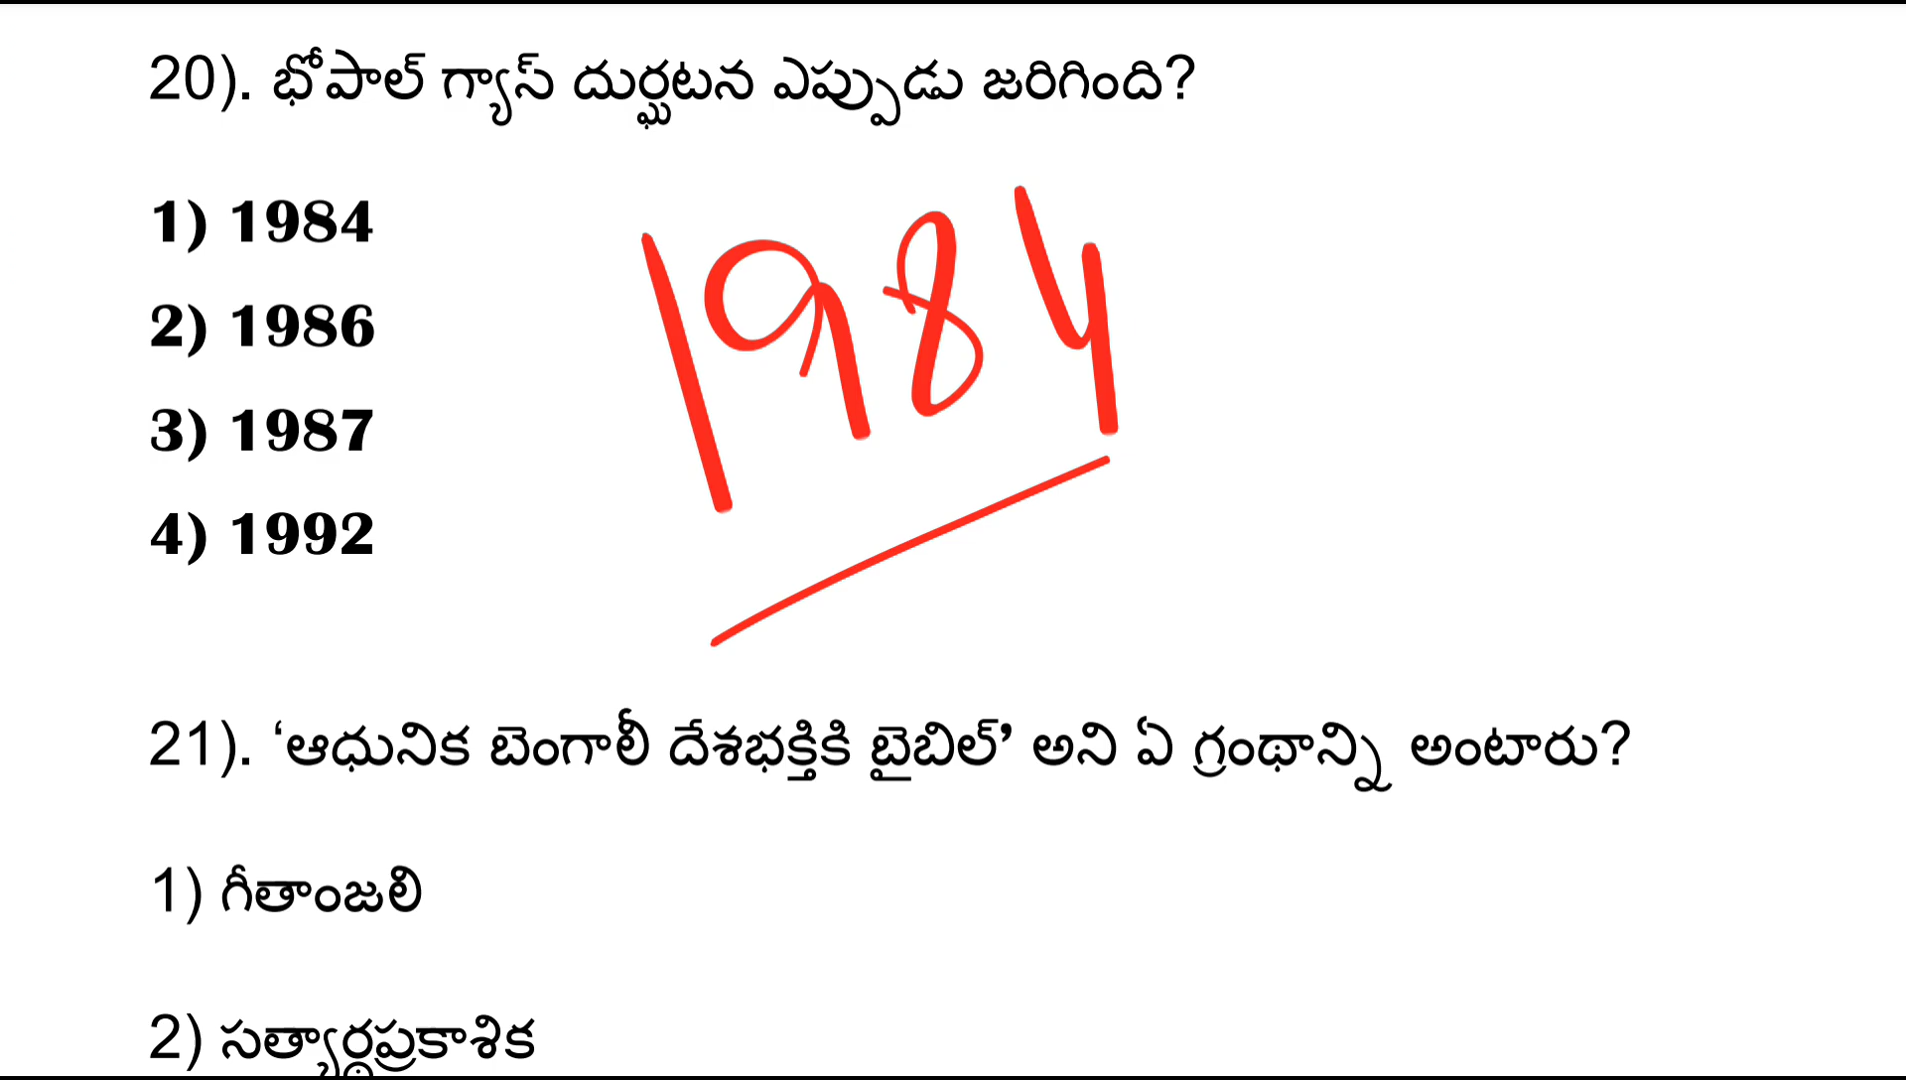 20). భోపాల్ గ్యాస్ దుర్ఘటన ఎప్పుడు జరిగింది?
1) 1984
1984
2) 1986
3) 1987
4) 1992
21). ‘ఆధునిక బెంగాలీ దేశభక్తికి బైబిల్’ అని ఏ గ్రంథాన్ని అంటారు?
1) గీతాంజలి
2) సత్యార్థప్రకాశిక